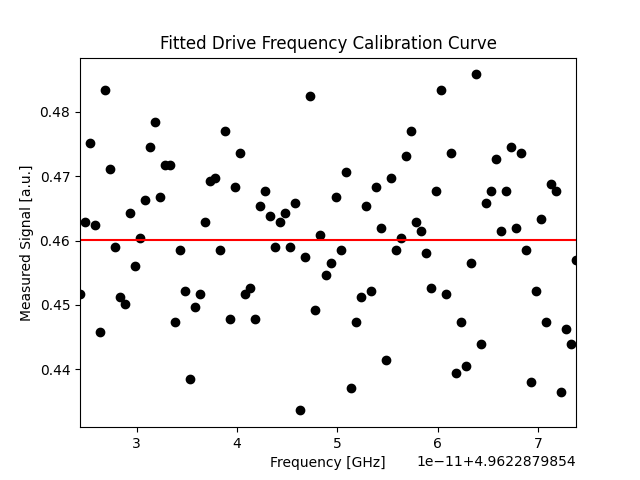 Fitted Drive Frequency Calibration Curve
Measured Signal [a.u.]
0.48
0.47
0.46
0.45
0.44
3 4 5 6 7
Frequency [GHz]
1e−11+4.9622879854